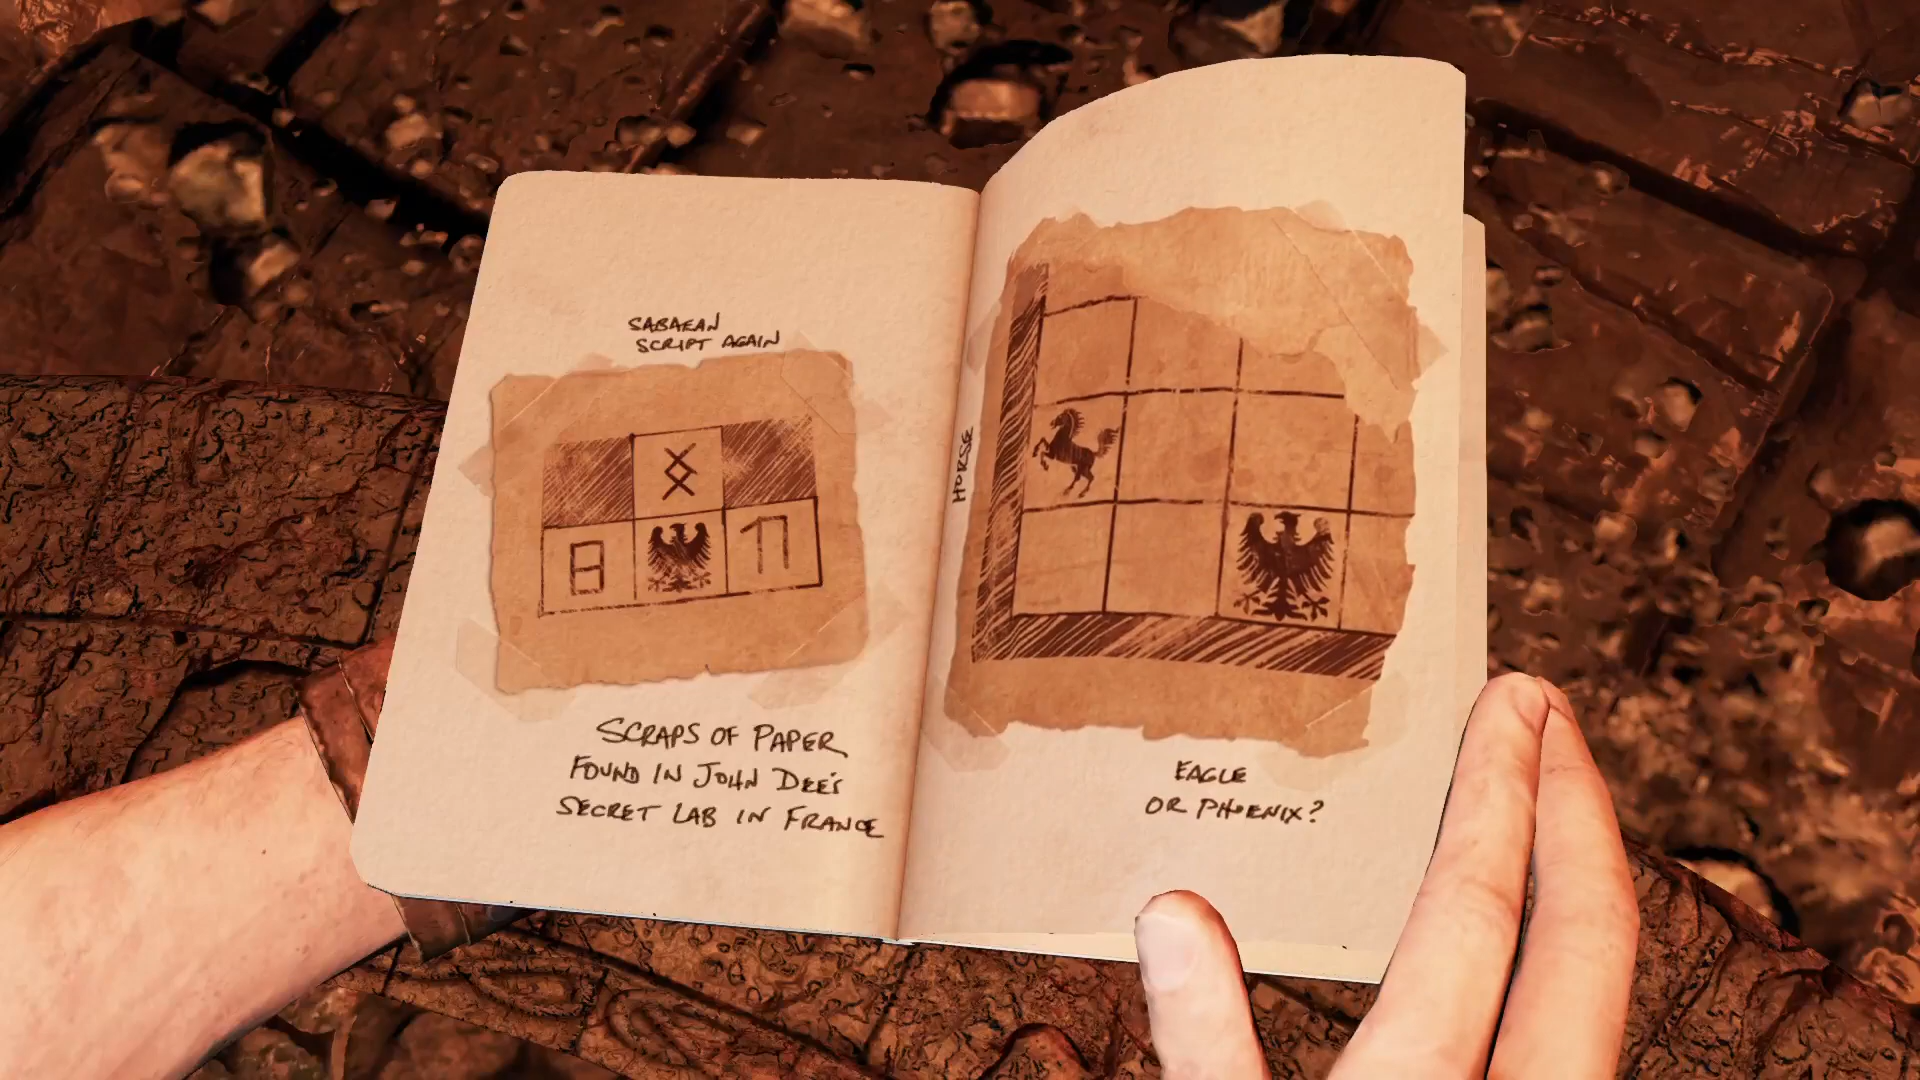 SABAEAN
SCRIPT AGAIN
𐩨 𐩠
SCRAPS OF PAPER
FOUND IN JOHN DEE'S
SECRET LAB IN FRANCE
HORSE
EAGLE
OR PHOENIX?